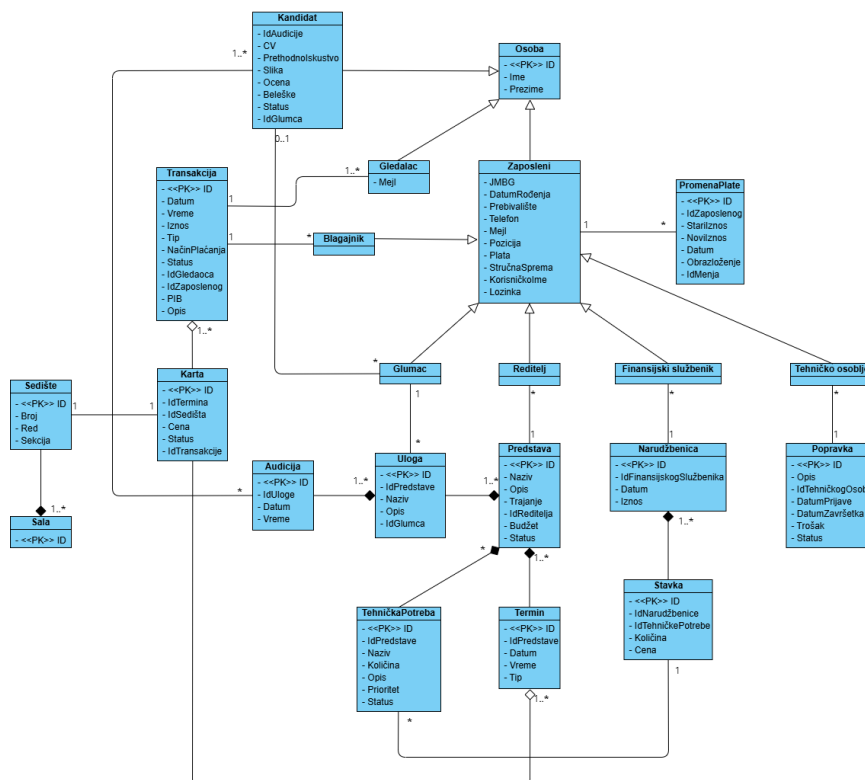 Kandidat
- IdAudicije
- CV
- PrethodnoIskustvo
- Slika
- Ocena
- Beleške
- Status
- IdGlumca
1..*
0..1
Osoba
- <<PK>> ID
- Ime
- Prezime
Transakcija
- <<PK>> ID
- Datum
- Vreme
- Iznos
- Tip
- NačinPlaćanja
- Status
- IdGledaoca
- IdZaposlenog
- PIB
- Opis
1
1..*
1
*
1..*
Gledalac
- Mejl
Blagajnik
Zaposleni
- JMBG
- DatumRođenja
- Prebivalište
- Telefon
- Mejl
- Pozicija
- Plata
- StručnaSprema
- KorisničkoIme
- Lozinka
1
*
PromenaPlate
- <<PK>> ID
- IdZaposlenog
- StariIznos
- NoviIznos
- Datum
- Obrazloženje
- IdMenja
Sedište
- <<PK>> ID
- Broj
- Red
- Sekcija
1
1
1..*
Sala
- <<PK>> ID
Karta
- <<PK>> ID
- IdTermina
- IdSedišta
- Cena
- Status
- IdTransakcije
*
Glumac
1
*
Reditelj
*
1
Finansijski službenik
*
1
Tehničko osoblje
*
1
Audicija
- <<PK>> ID
- IdUloge
- Datum
- Vreme
*
1..*
Uloga
- <<PK>> ID
- IdPredstave
- Naziv
- Opis
- IdGlumca
1..*
Predstava
- <<PK>> ID
- Naziv
- Opis
- Trajanje
- IdReditelja
- Budžet
- Status
*
1..*
Narudžbenica
- <<PK>> ID
- IdFinansijskogSlužbenika
- Datum
- Iznos
1..*
Popravka
- <<PK>> ID
- Opis
- IdTehničkogOsob
- DatumPrijave
- DatumZavršetka
- Trošak
- Status
TehničkaPotreba
- <<PK>> ID
- IdPredstave
- Naziv
- Količina
- Opis
- Prioritet
- Status
*
Termin
- <<PK>> ID
- IdPredstave
- Datum
- Vreme
- Tip
1..*
Stavka
- <<PK>> ID
- IdNarudžbenice
- IdTehničkePotrebe
- Količina
- Cena
1